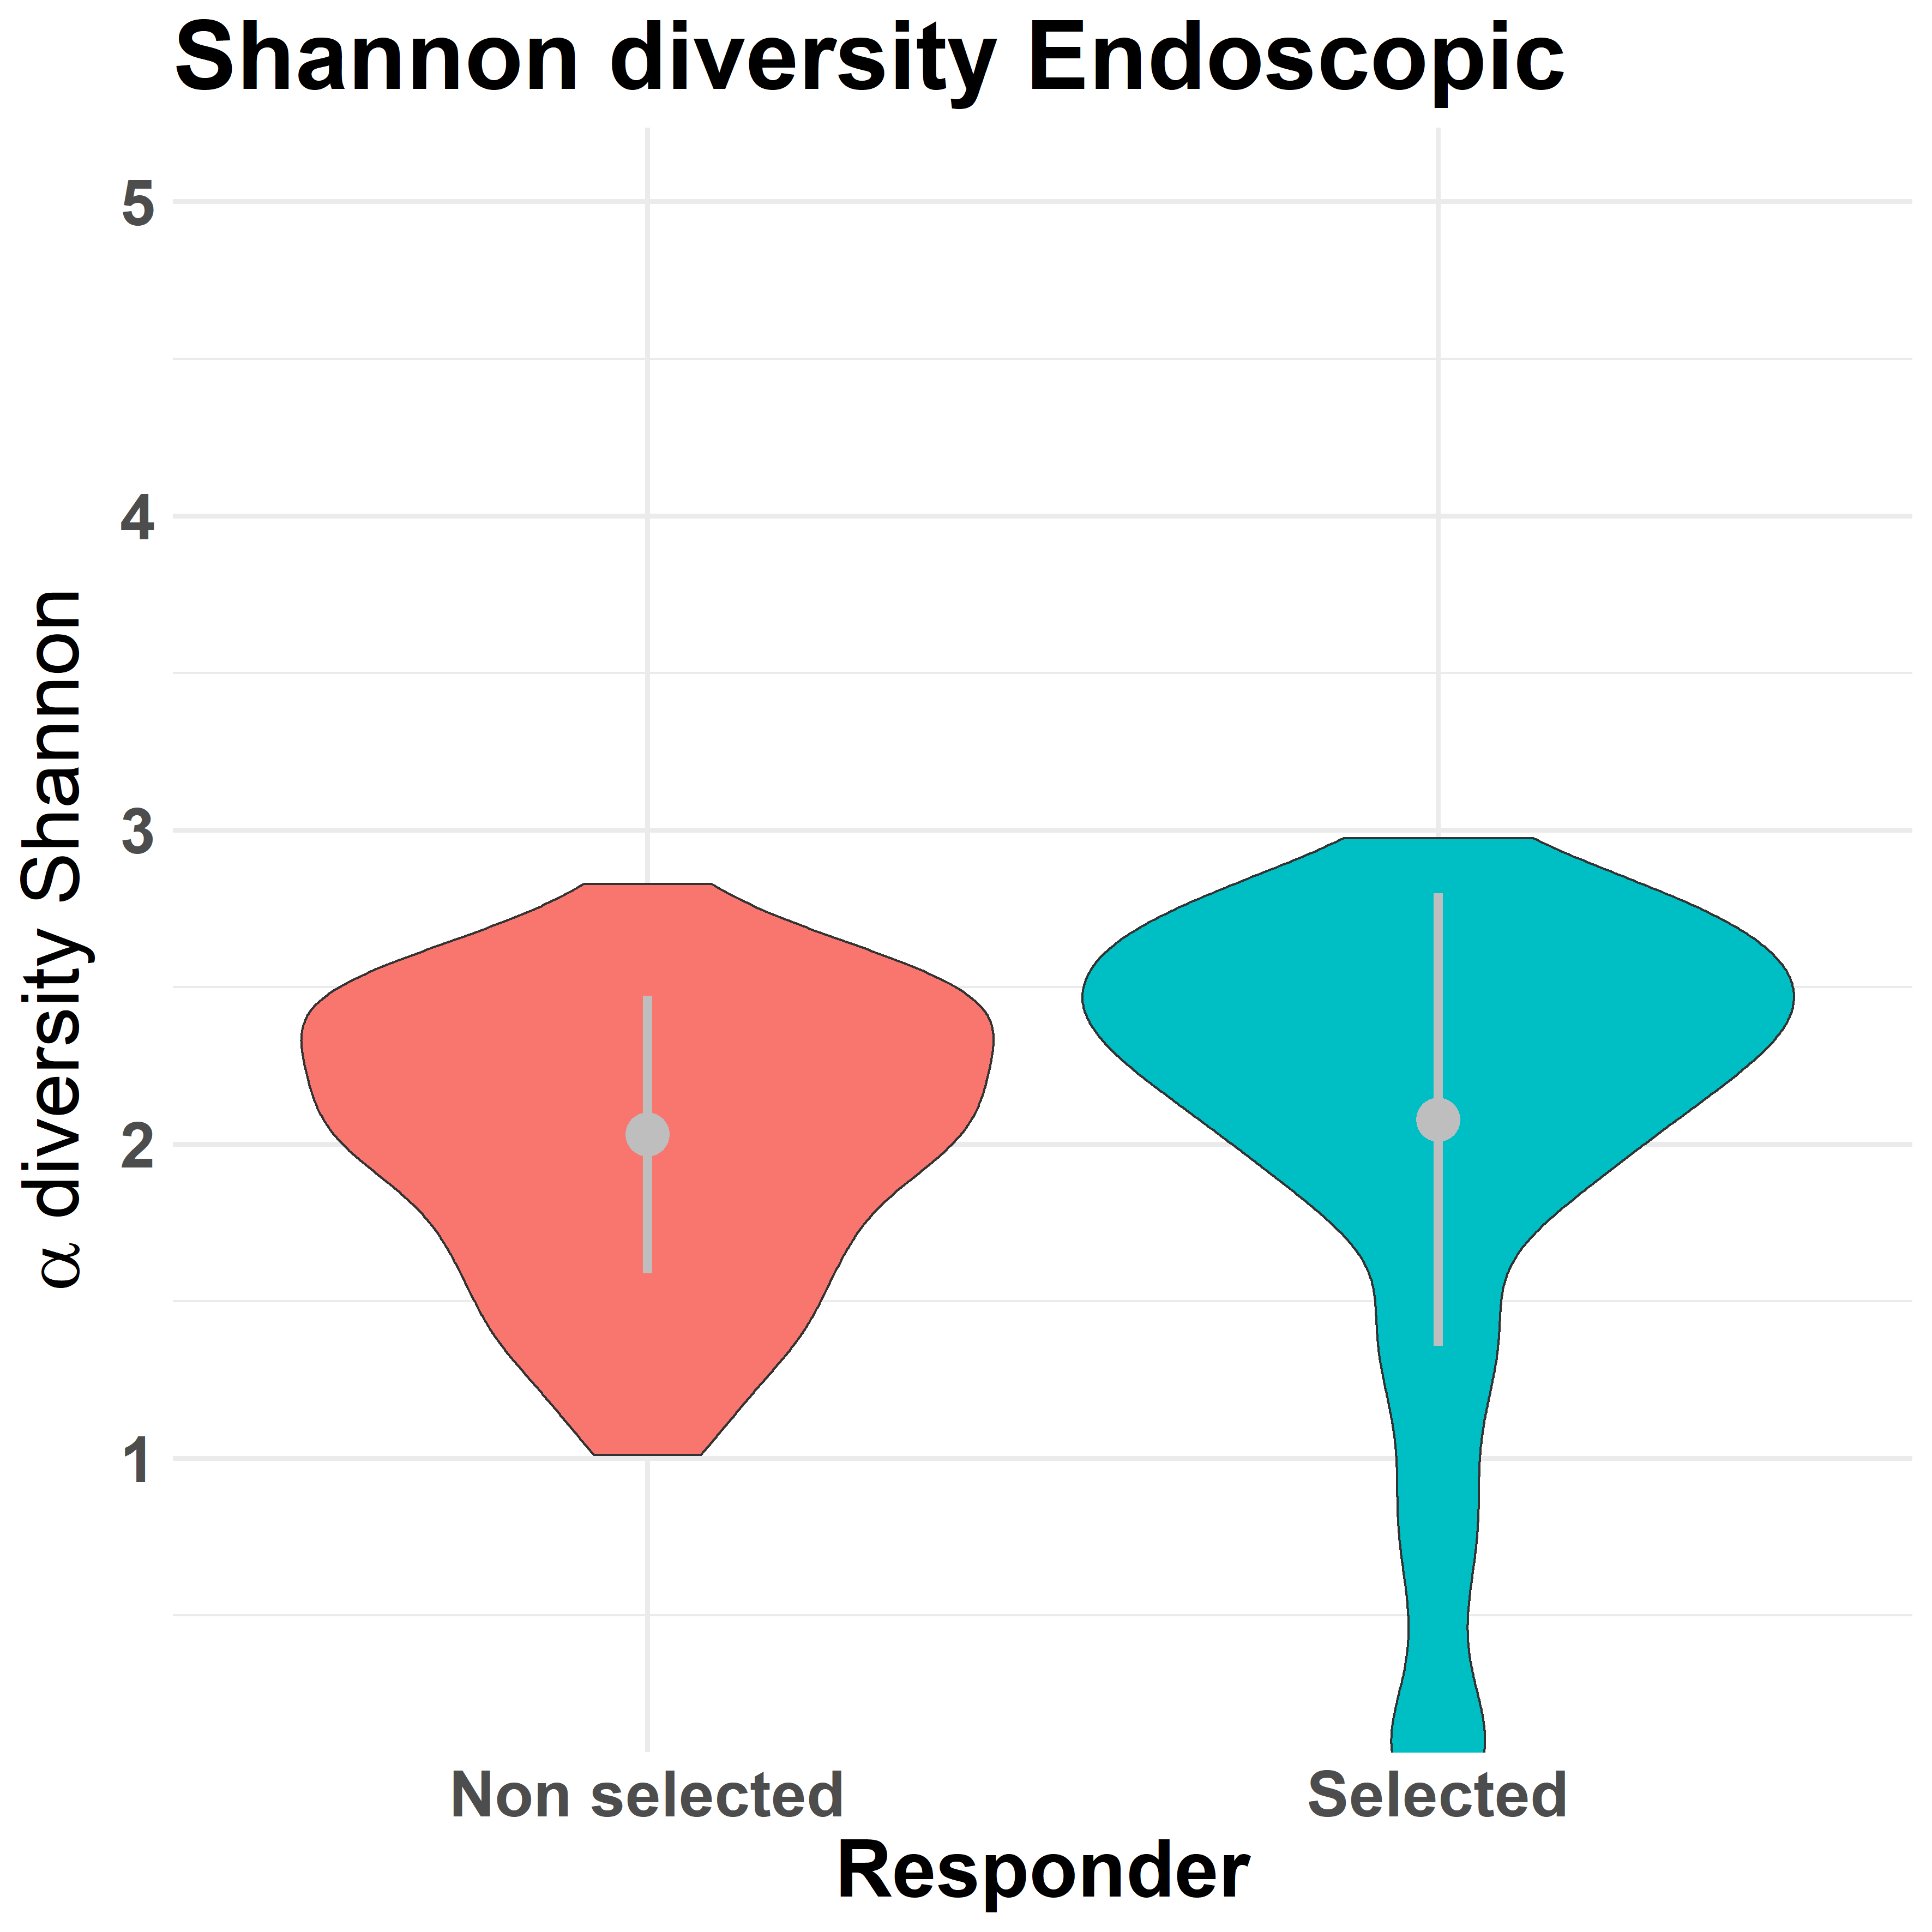 Shannon diversity Endoscopic
α diversity Shannon
5
4
3
2
1
Non selected
Selected
Responder